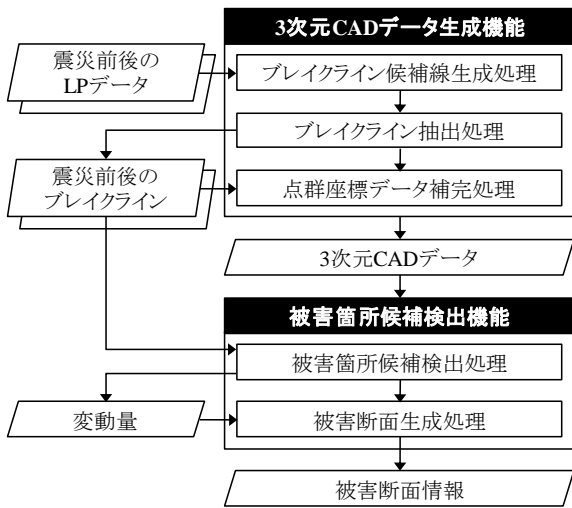 3次元CADデータ生成機能
震災前後の
LPデータ
ブレイクライン候補線生成処理
ブレイクライン抽出処理
震災前後の
ブレイクライン
点群座標データ補完処理
3次元CADデータ
被害箇所候補検出機能
被害箇所候補検出処理
変動量
被害断面生成処理
被害断面情報